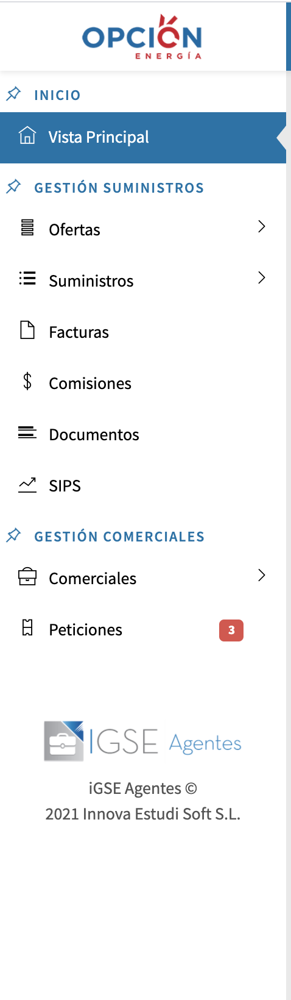 OPCIÓN
ENERGÍA
INICIO
Vista Principal
GESTIÓN SUMINISTROS
Ofertas
Suministros
Facturas
Comisiones
Documentos
SIPS
GESTIÓN COMERCIALES
Comerciales
Peticiones 3
IGSE Agentes
iGSE Agentes ©
2021 Innova Estudi Soft S.L.